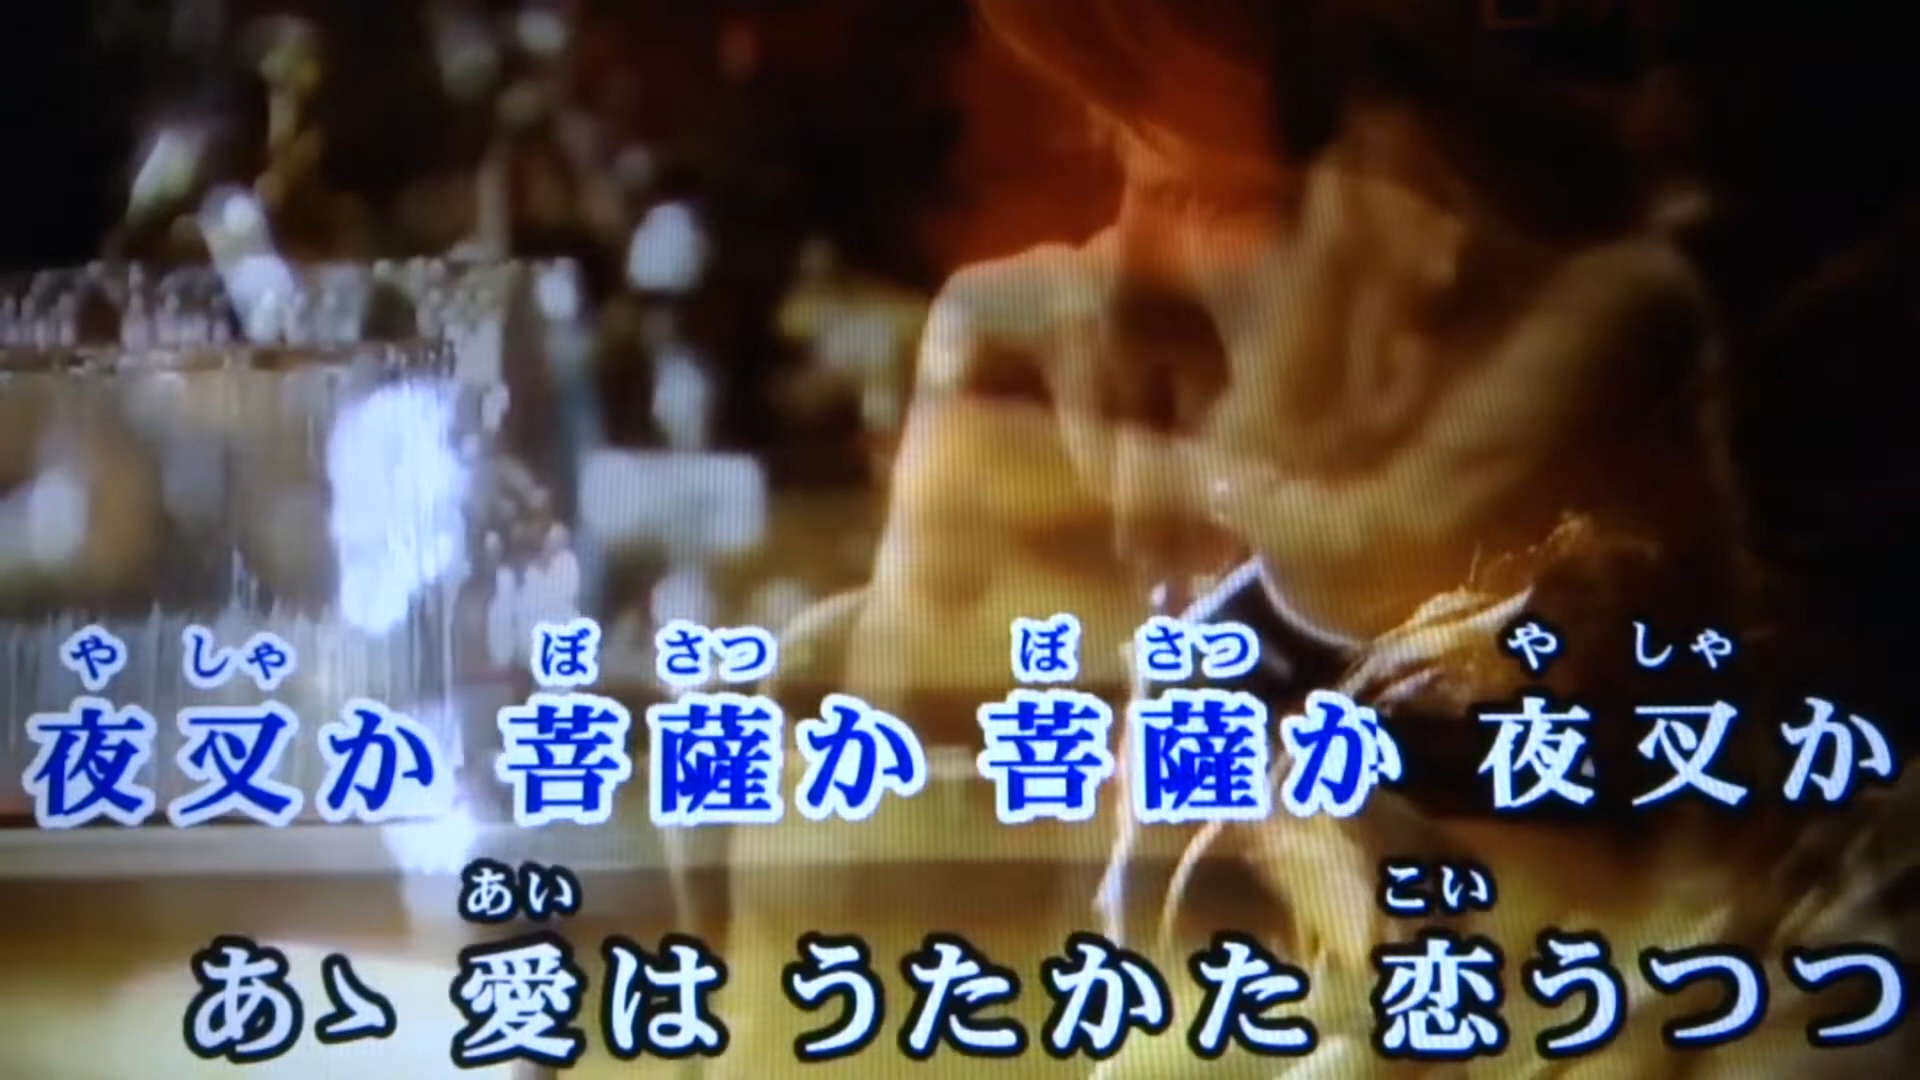 や しゃ ぼ さつ ぼ さつ や しゃ
夜叉か 菩薩か 菩薩か 夜叉か
あい こい
あゝ 愛は うたかた 恋うつつ